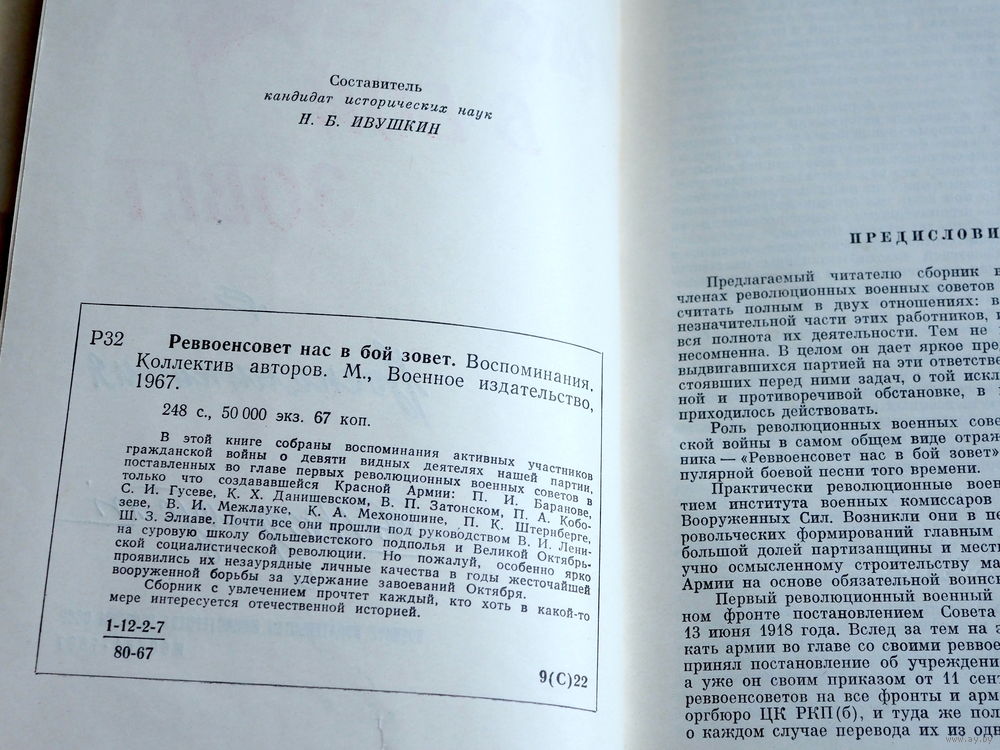 Составитель
кандидат исторических наук
Н. Б. ИВУШКИН
Р32 Реввоенсовет нас в бой зовет. Воспоминания.
Коллектив авторов. М., Военное издательство,
1967.
248 с., 50 000 экз. 67 коп.
В этой книге собраны воспоминания активных участников
гражданской войны о девяти видных деятелях нашей партии,
поставленных во главе первых революционных военных советов в
только что создававшейся Красной Армии: П. И. Баранове,
С. И. Гусеве, К. Х. Данишевском, В. П. Затонском, П. А. Кобо-
зеве, В. И. Межлауке, К. А. Мехоношине, П. К. Штернберге,
Ш. З. Элиаве. Почти все они прошли под руководством В. И. Лени-
на суровую школу большевистского подполья и Великой Октябрь-
ской социалистической революции. Но пожалуй, особенно ярко
проявились их незаурядные личные качества в годы жесточайшей
вооруженной борьбы за удержание завоеваний Октября.
Сборник с увлечением прочтет каждый, кто хоть в какой-то
мере интересуется отечественной историей.
1-12-2-7
80-67
9(С)22
ПРЕДИСЛОВИ
Предлагаемый читателю сборник в
членах революционных военных советов
считать полным в двух отношениях: в
незначительной части этих работников,
вся полнота их деятельности. Тем не
несомненна. В целом он дает яркое пред
выдвигавшихся партией на эти ответстве
стоявших перед ними задач, о той искл
ной и противоречивой обстановке, в
приходилось действовать.
Роль революционных военных сове
ской войны в самом общем виде отраж
ника — «Реввоенсовет нас в бой зовет»
пулярной боевой песни того времени.
Практически революционные воен
тием института военных комиссаров
Вооруженных Сил. Возникли они в пе
ровольческих формирований главным
большой долей партизанщины и местн
учно осмысленному строительству ма
Армии на основе обязательной воинск
Первый революционный военный
ном фронте постановлением Совета
13 июня 1918 года. Вслед за тем на з
кать армии во главе со своими реввое
принял постановление об учреждени
а уже он своим приказом от 11 сент
реввоенсоветов на все фронты и арм
оргбюро ЦК РКП(б), и туда же пол
о каждом случае перевода их из одн
www.ay.by